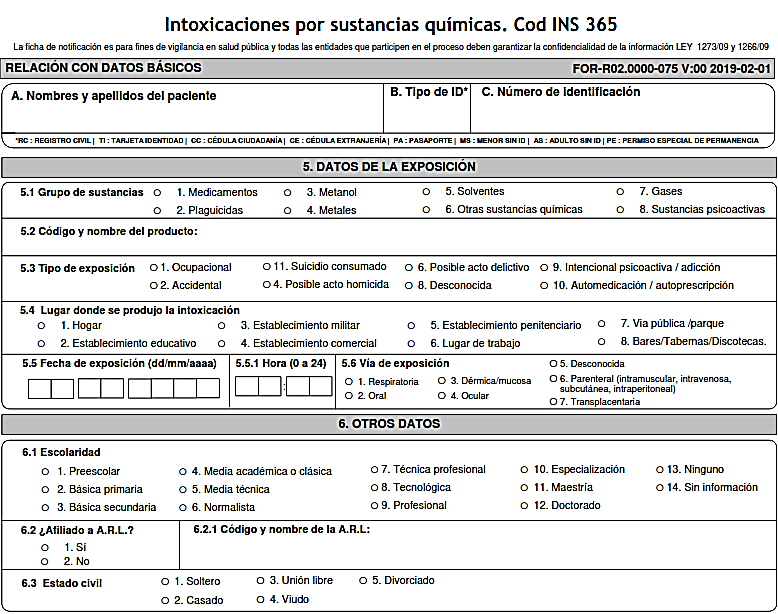 Intoxicaciones por sustancias químicas. Cod INS 365
La ficha de notificación es para fines de vigilancia en salud pública y todas las entidades que participen en el proceso deben garantizar la confidencialidad de la información LEY 1273/09 y 1266/09
RELACIÓN CON DATOS BÁSICOS FOR-R02.0000-075 V:00 2019-02-01
A. Nombres y apellidos del paciente B. Tipo de ID* C. Número de identificación
*RC : REGISTRO CIVIL | TI : TARJETA IDENTIDAD | CC : CÉDULA CIUDADANÍA | CE : CÉDULA EXTRANJERÍA | PA : PASAPORTE | MS : MENOR SIN ID | AS : ADULTO SIN ID | PE : PERMISO ESPECIAL DE PERMANENCIA
5. DATOS DE LA EXPOSICIÓN
5.1 Grupo de sustancias 1. Medicamentos 3. Metanol 5. Solventes 7. Gases
2. Plaguicidas 4. Metales 6. Otras sustancias químicas 8. Sustancias psicoactivas
5.2 Código y nombre del producto:
5.3 Tipo de exposición 1. Ocupacional 11. Suicidio consumado 6. Posible acto delictivo 9. Intencional psicoactiva / adicción
2. Accidental 4. Posible acto homicida 8. Desconocida 10. Automedicación / autoprescripción
5.4 Lugar donde se produjo la intoxicación
1. Hogar 3. Establecimiento militar 5. Establecimiento penitenciario 7. Vía pública /parque
2. Establecimiento educativo 4. Establecimiento comercial 6. Lugar de trabajo 8. Bares/Tabernas/Discotecas.
5.5 Fecha de exposición (dd/mm/aaaa) 5.5.1 Hora (0 a 24) 5.6 Vía de exposición 5. Desconocida
1. Respiratoria 3. Dérmica/mucosa 6. Parenteral (intramuscular, intravenosa,
subcutánea, intraperitoneal)
: 2. Oral 4. Ocular 7. Transplacentaria
6. OTROS DATOS
6.1 Escolaridad
1. Preescolar 4. Media académica o clásica 7. Técnica profesional 10. Especialización 13. Ninguno
2. Básica primaria 5. Media técnica 8. Tecnológica 11. Maestría 14. Sin información
3. Básica secundaria 6. Normalista 9. Profesional 12. Doctorado
6.2 ¿Afiliado a A.R.L.? 6.2.1 Código y nombre de la A.R.L:
1. Sí
2. No
6.3 Estado civil 1. Soltero 3. Unión libre 5. Divorciado
2. Casado 4. Viudo